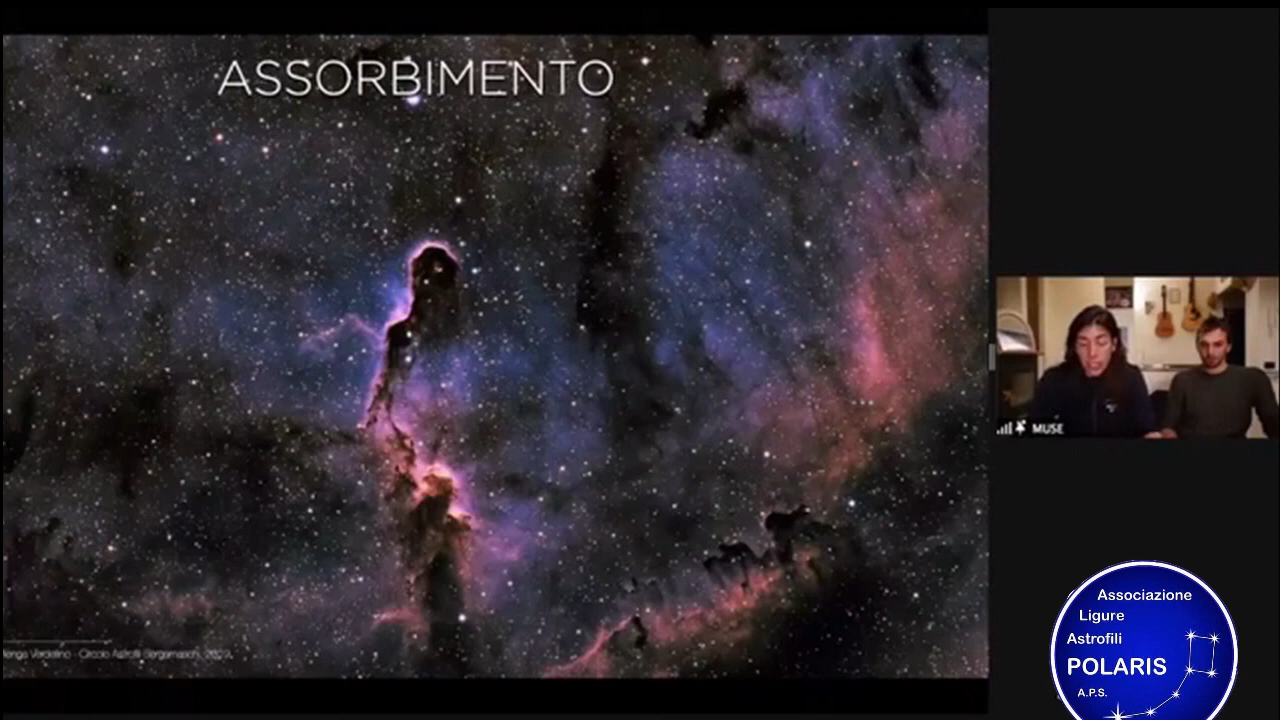 ASSORBIMENTO
MUSE
Associazione
Ligure
Astrofili
POLARIS
A.P.S.